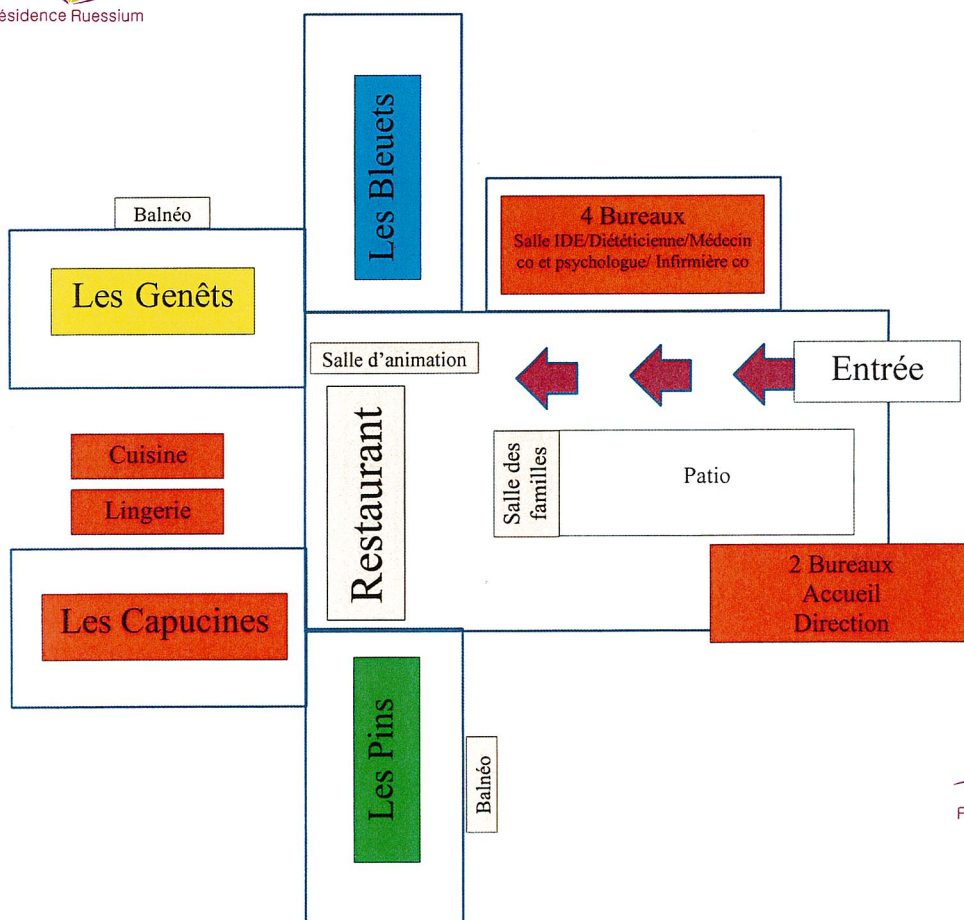 Résidence Ruessium
Les Bleuets
Balnéo
4 Bureaux
Salle IDE/Diététicienne/Médecin
co et psychologue/ Infirmière co
Les Genêts
Salle d'animation
Entrée
Restaurant
Salle des
familles
Patio
Cuisine
Lingerie
2 Bureaux
Accueil
Direction
Les Capucines
Les Pins
Balnéo